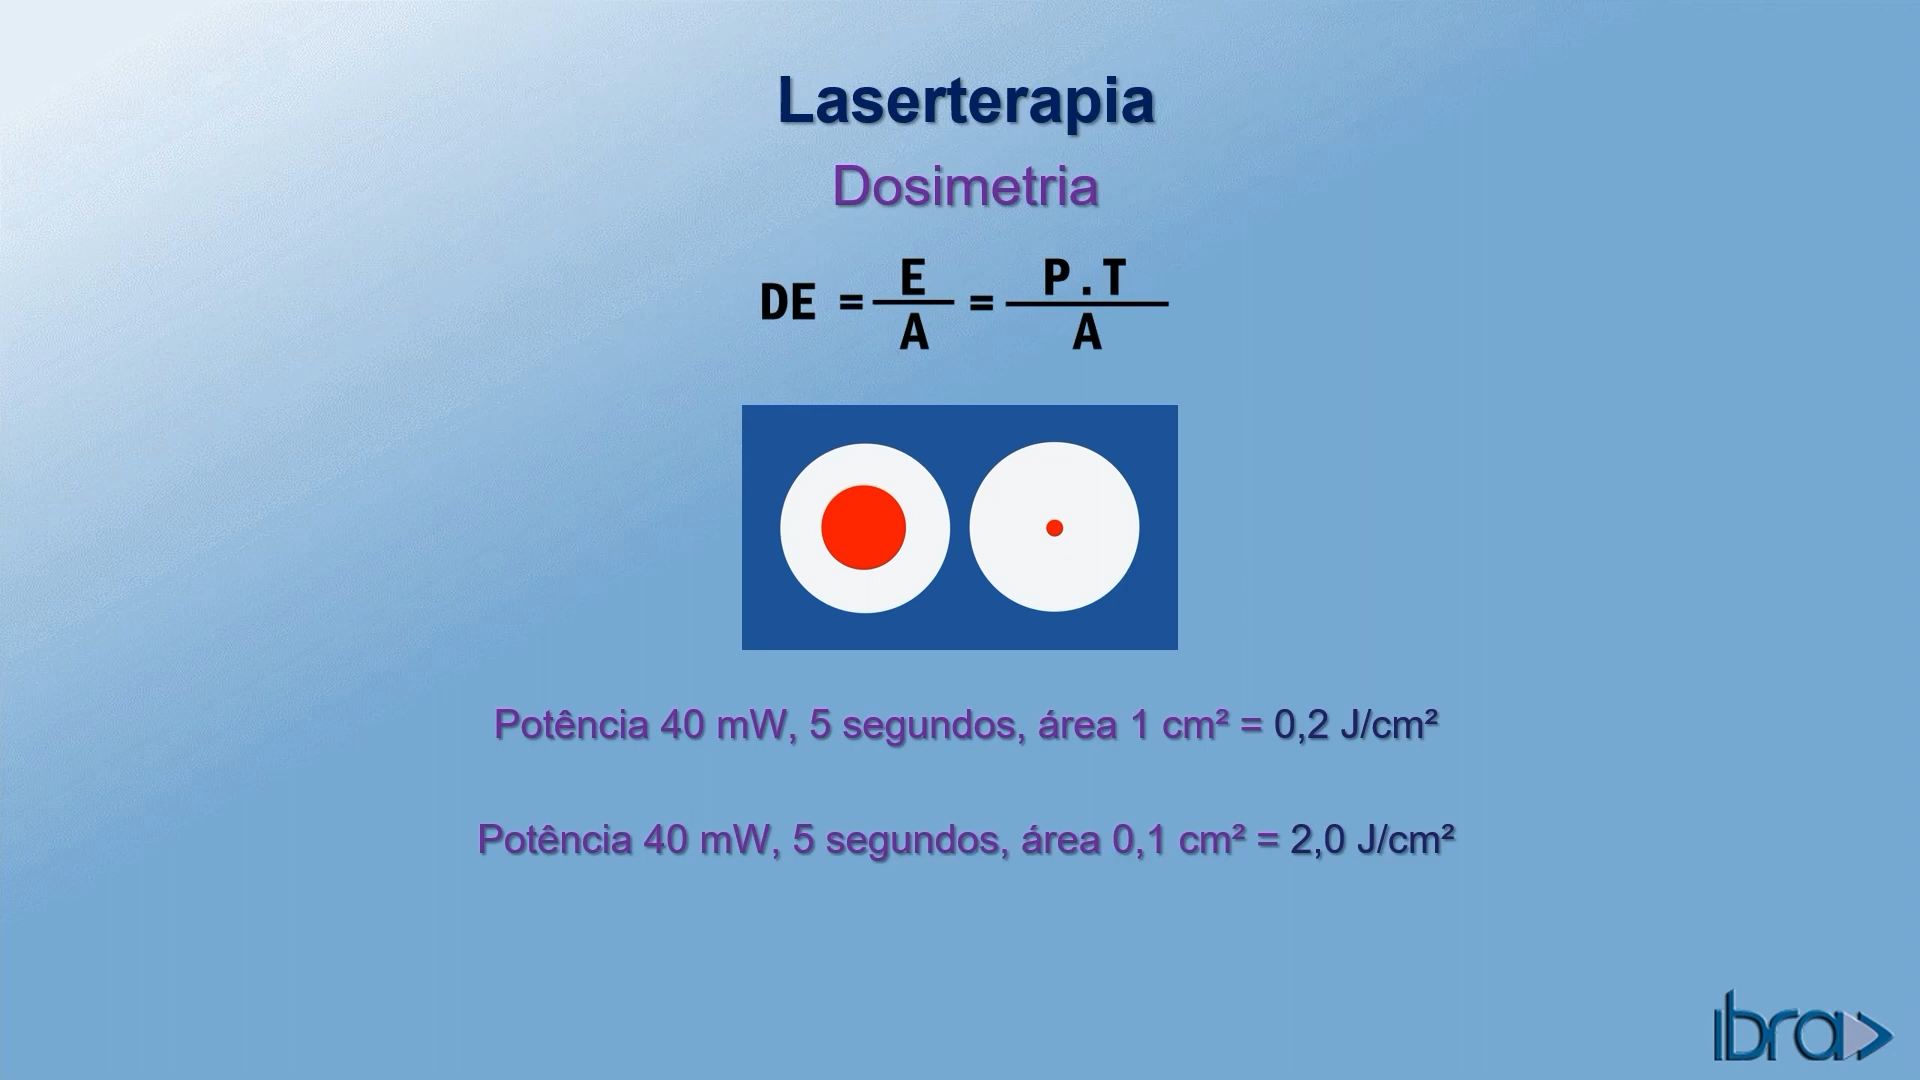 Laserterapia
Dosimetria
DE = E/A = P.T/A
Potência 40 mW, 5 segundos, área 1 cm² = 0,2 J/cm²
Potência 40 mW, 5 segundos, área 0,1 cm² = 2,0 J/cm²
ibra